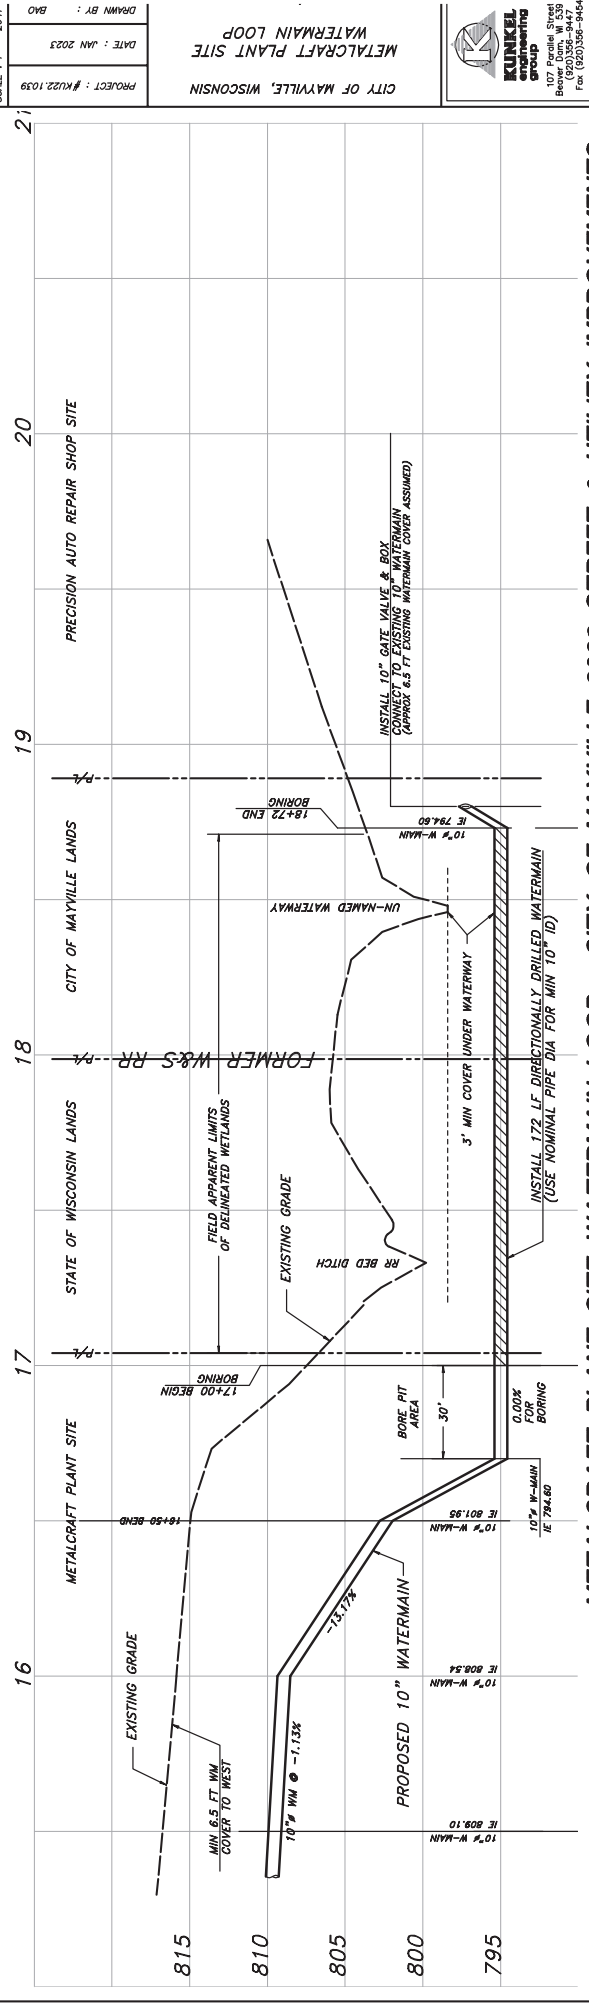 DRAWN BY : BAO
DATE : JAN 2023
PROJECT : #KU22.1039
METALCRAFT PLANT SITE
WATERMAIN LOOP
CITY OF MAYVILLE, WISCONSIN
K
KUNKEL
engineering
group
107 Parallel Street
Beaver Dam, WI 539
(920)356-9447
Fax (920)356-9454
21
20
19
18
17
16
PRECISION AUTO REPAIR SHOP SITE
CITY OF MAYVILLE LANDS
STATE OF WISCONSIN LANDS
METALCRAFT PLANT SITE
P/L
P/L
P/L
INSTALL 10" GATE VALVE & BOX
CONNECT TO EXISTING 10" WATERMAIN
(APPROX 6.5 FT EXISTING WATERMAIN COVER ASSUMED)
18+72 END
BORING
10"ø W-MAIN
IE 794.60
UN-NAMED WATERWAY
3' MIN COVER UNDER WATERWAY
FORMER W&S RR
FIELD APPARENT LIMITS
OF DELINEATED WETLANDS
EXISTING GRADE
RR BED DITCH
INSTALL 172 LF DIRECTIONALLY DRILLED WATERMAIN
(USE NOMINAL PIPE DIA FOR MIN 10" ID)
17+00 BEGIN
BORING
BORE PIT
AREA
30'
0.00%
FOR
BORING
10"ø W-MAIN
IE 794.60
16+50 BEND
10"ø W-MAIN
IE 801.95
-13.17%
PROPOSED 10" WATERMAIN
10"ø W-MAIN
IE 808.54
EXISTING GRADE
MIN 6.5 FT WM
COVER TO WEST
10"ø WM @ -1.13%
10"ø W-MAIN
IE 809.10
815
810
805
800
795